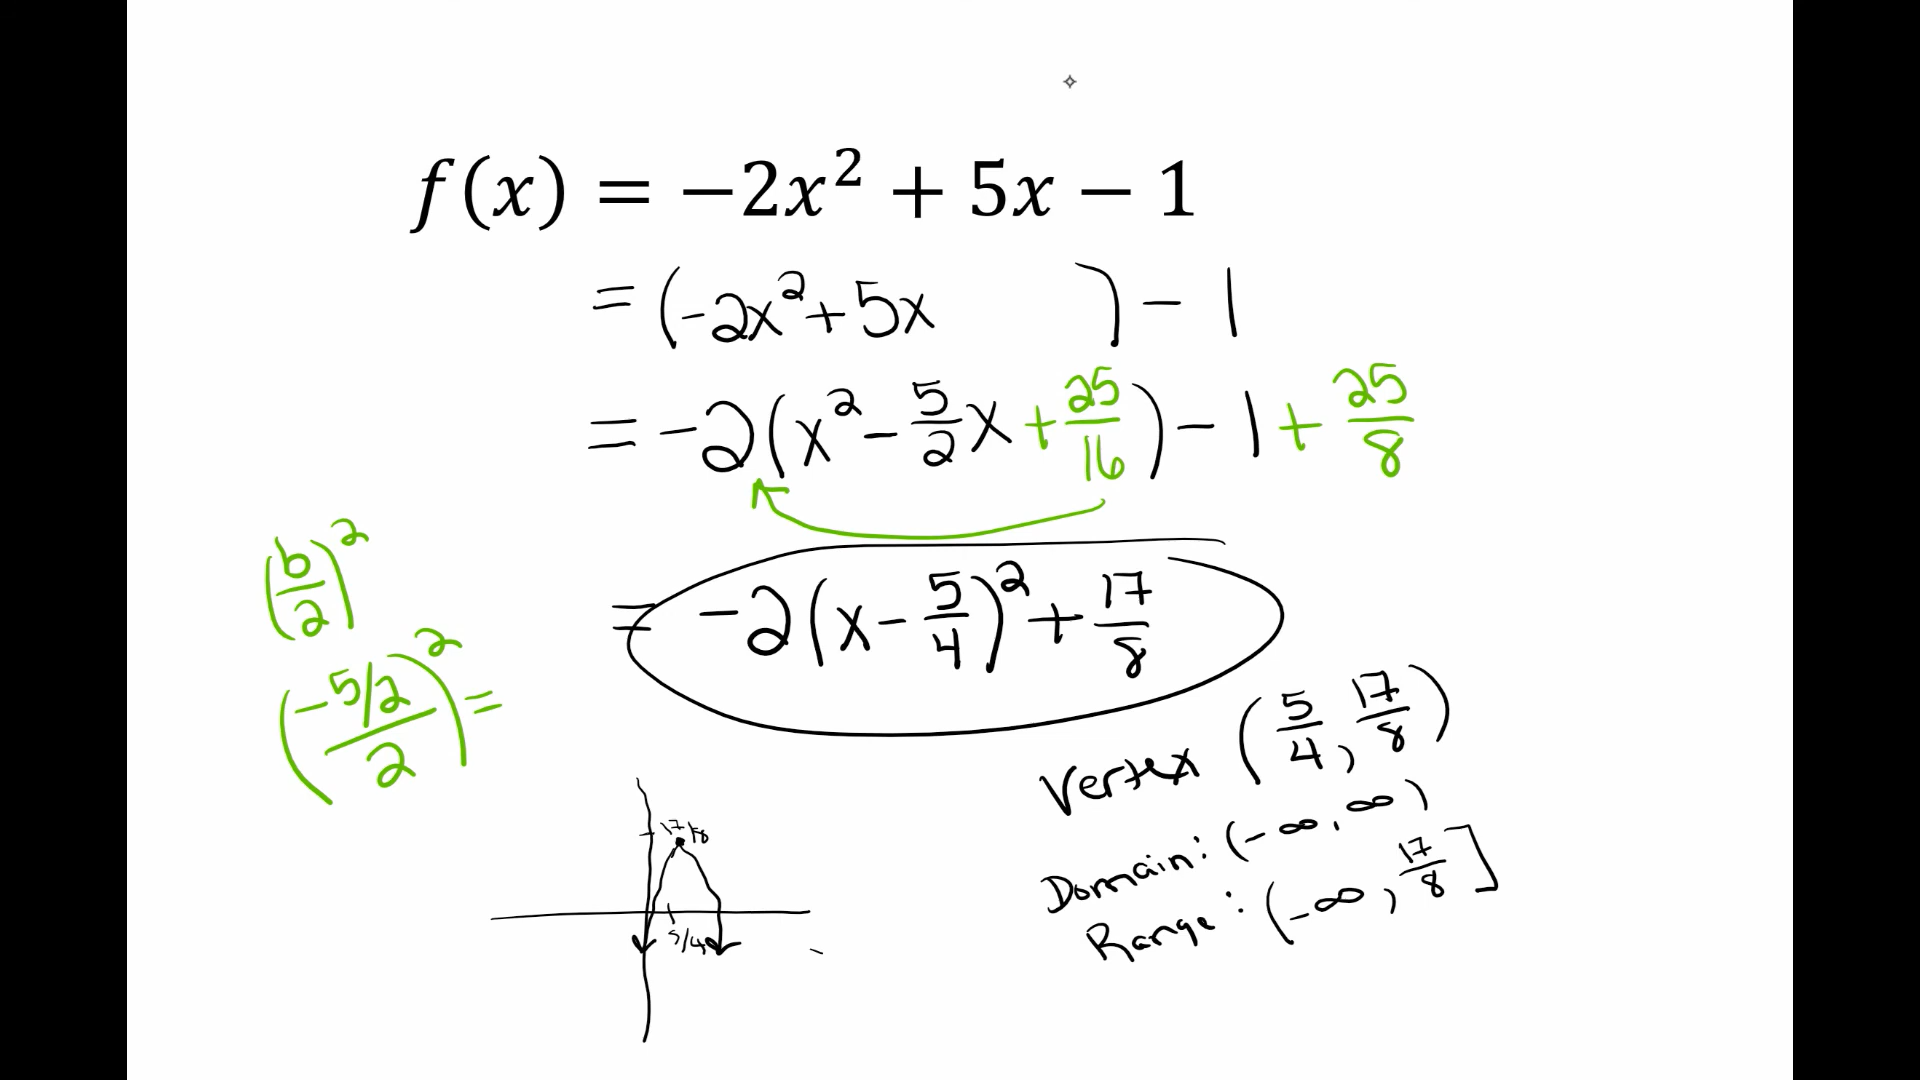 f(x) = −2x² + 5x − 1
= (-2x² + 5x ) - 1
= -2(x² - 5/2 x + 25/16) - 1 + 25/8
(b/2)²
= -2(x - 5/4)² + 17/8
(-5/2/2)² =
Vertex (5/4, 17/8)
Domain: (-∞, ∞)
Range: (-∞, 17/8]
17/8
5/4